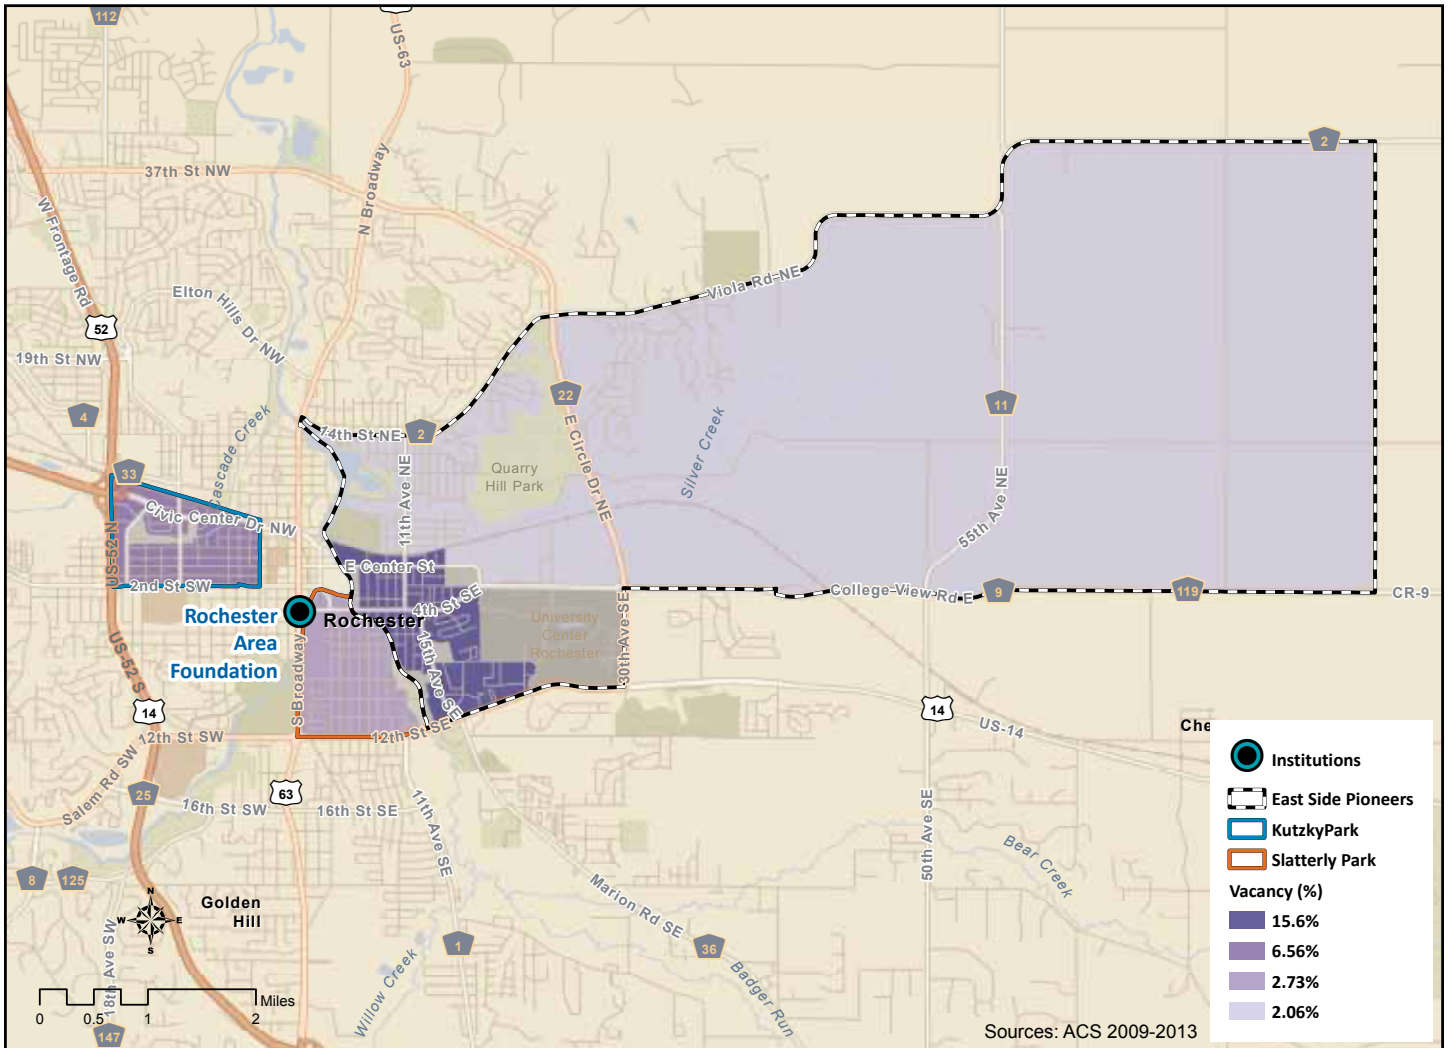 112
US-63
37th St NW
N Broadway
2
W Frontage Rd
Viola Rd NE
Elton Hills Dr NW
52
19th St NW
22
11
4
Cascade Creek
14th St NE
2
E Circle Dr NE
Silver Creek
33
Quarry
Hill Park
11th Ave NE
55th Ave NE
Civic Center Dr NW
US-52 N
E Center St
2nd St SW
4th St SE
College View Rd E
9
119
CR-9
Rochester
Area
Foundation
Rochester
University
Center
Rochester
30th Ave SE
15th Ave SE
US-52 S
S Broadway
14
14
US-14
Che
12th St SW
12th St SE
Salem Rd SW
25
63
16th St SW
16th St SE
11th Ave SE
50th Ave SE
Bear Creek
8
125
Marion Rd SE
N
W
E
S
Golden
Hill
18th Ave SW
1
36
Willow Creek
Badger Run
Miles
0
0.5
1
2
147
Institutions
East Side Pioneers
KutzkyPark
Slatterly Park
Vacancy (%)
15.6%
6.56%
2.73%
2.06%
Sources: ACS 2009-2013